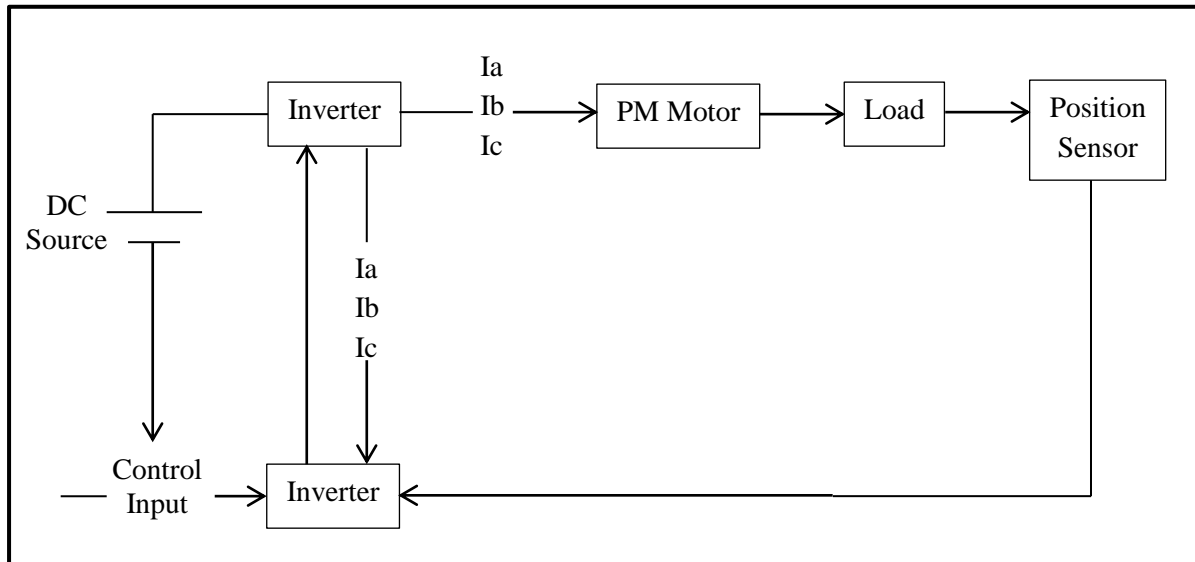 Ia
Ib
Ic
Inverter
PM Motor
Load
Position
Sensor
DC
Source
Ia
Ib
Ic
Control
Input
Inverter